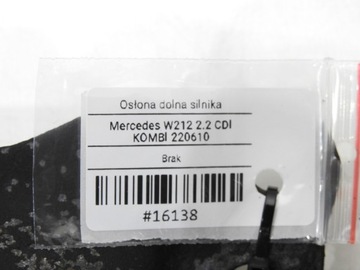 Osłona dolna silnika
Mercedes W212 2.2 CDI
KOMBI 220610
Brak
#16138